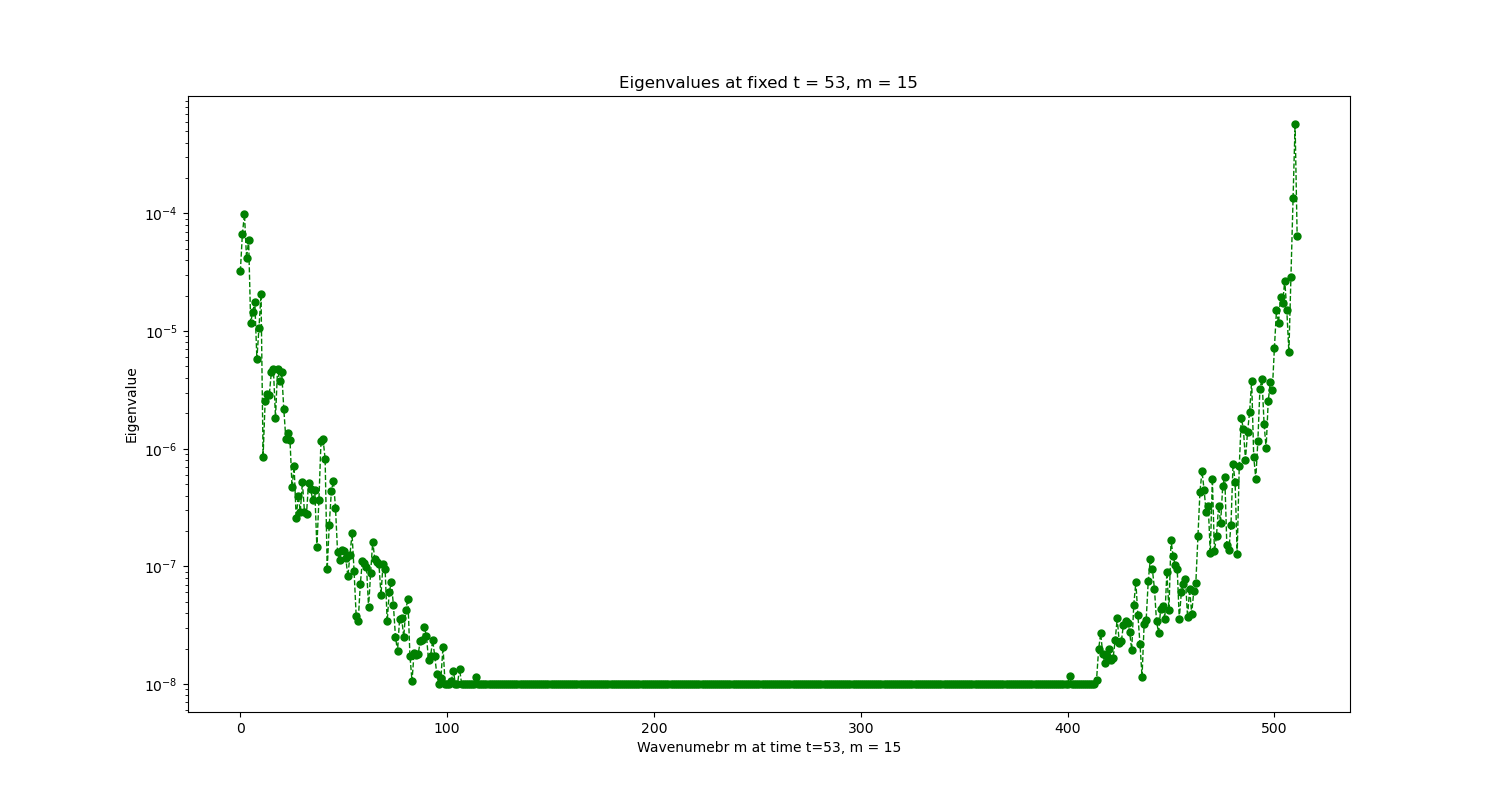 Eigenvalues at fixed t = 53, m = 15
Eigenvalue
10⁻⁴
10⁻⁵
10⁻⁶
10⁻⁷
10⁻⁸
0 100 200 300 400 500
Wavenumebr m at time t=53, m = 15